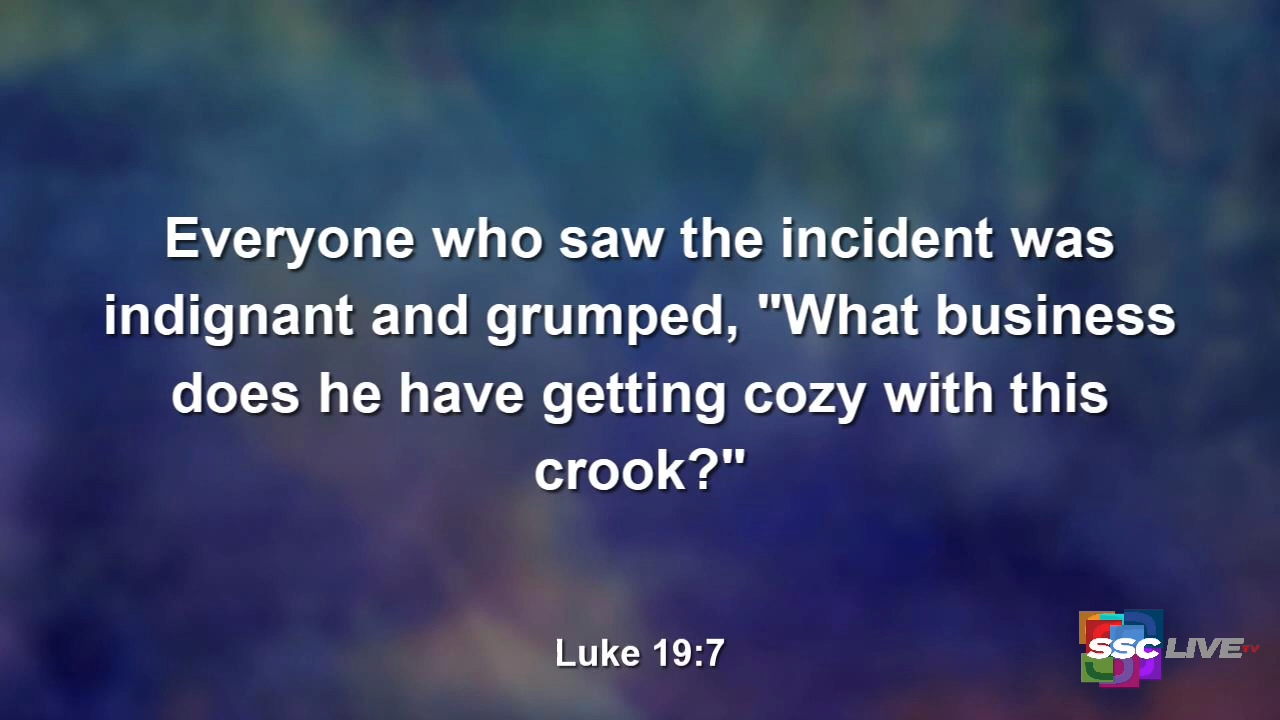 Everyone who saw the incident was
indignant and grumped, "What business
does he have getting cozy with this
crook?"
Luke 19:7
SSC LIVE TV